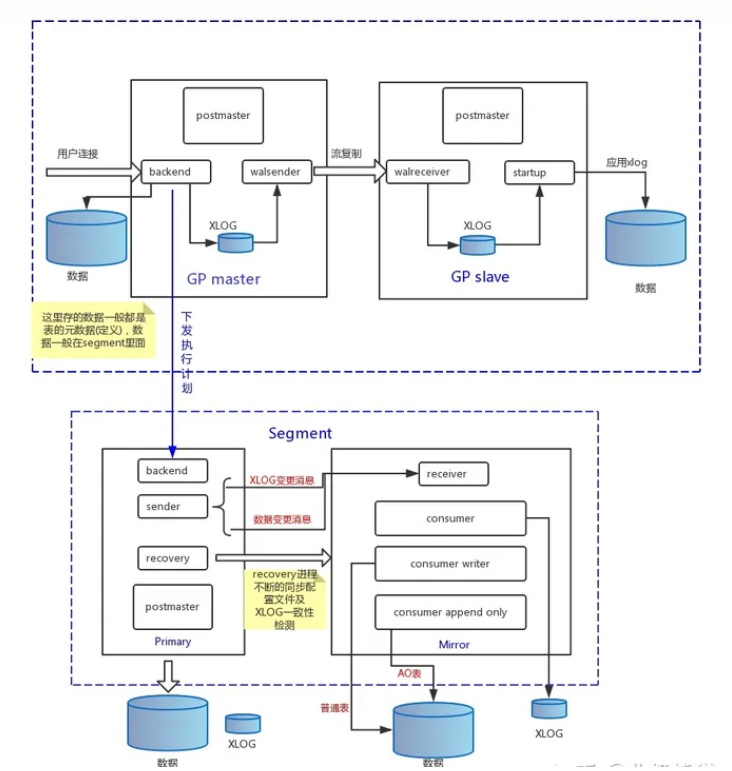 postmaster
postmaster
用户连接
流复制
应用xlog
backend
walsender
walreceiver
startup
XLOG
XLOG
数据
GP master
GP slave
数据
这里存的数据一般都是
表的元数据(定义)，数
据一般在segment里面
下
发
执
行
计
划
Segment
backend
XLOG变更消息
receiver
sender
数据变更消息
consumer
recovery
consumer writer
recovery进程
不断的同步配
置文件及
XLOG一致性
检测
postmaster
consumer append only
Primary
Mirror
AO表
普通表
XLOG
XLOG
数据
数据